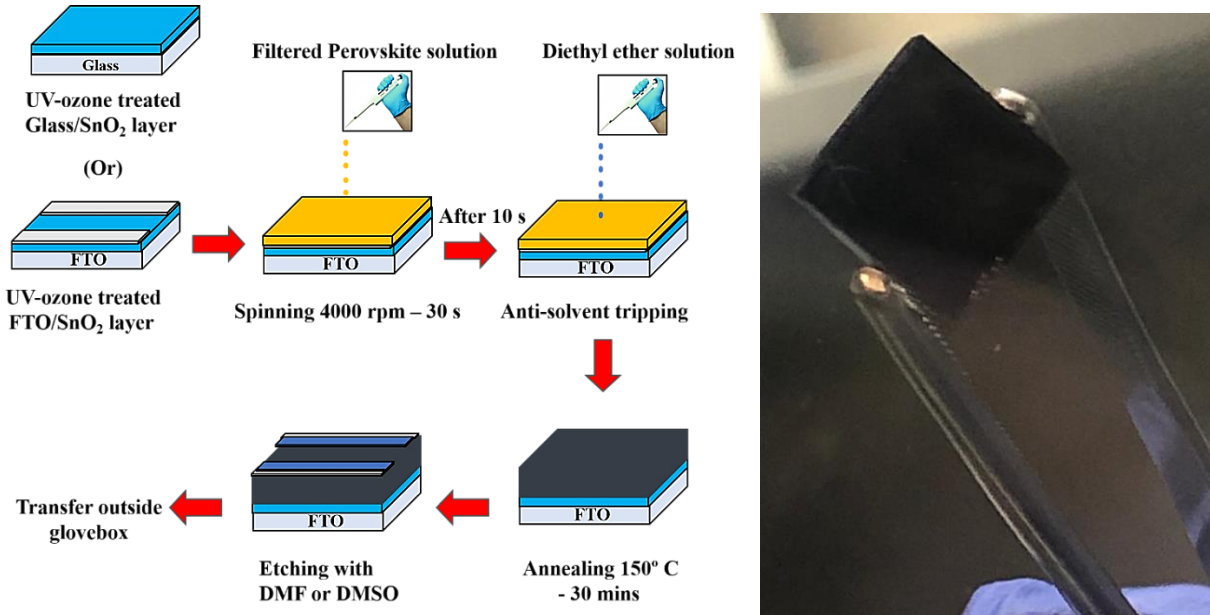 Glass
UV-ozone treated
Glass/SnO₂ layer
(Or)
FTO
UV-ozone treated
FTO/SnO₂ layer
Filtered Perovskite solution
FTO
Spinning 4000 rpm – 30 s
After 10 s
Diethyl ether solution
FTO
Anti-solvent tripping
FTO
Annealing 150º C
- 30 mins
FTO
Etching with
DMF or DMSO
Transfer outside
glovebox